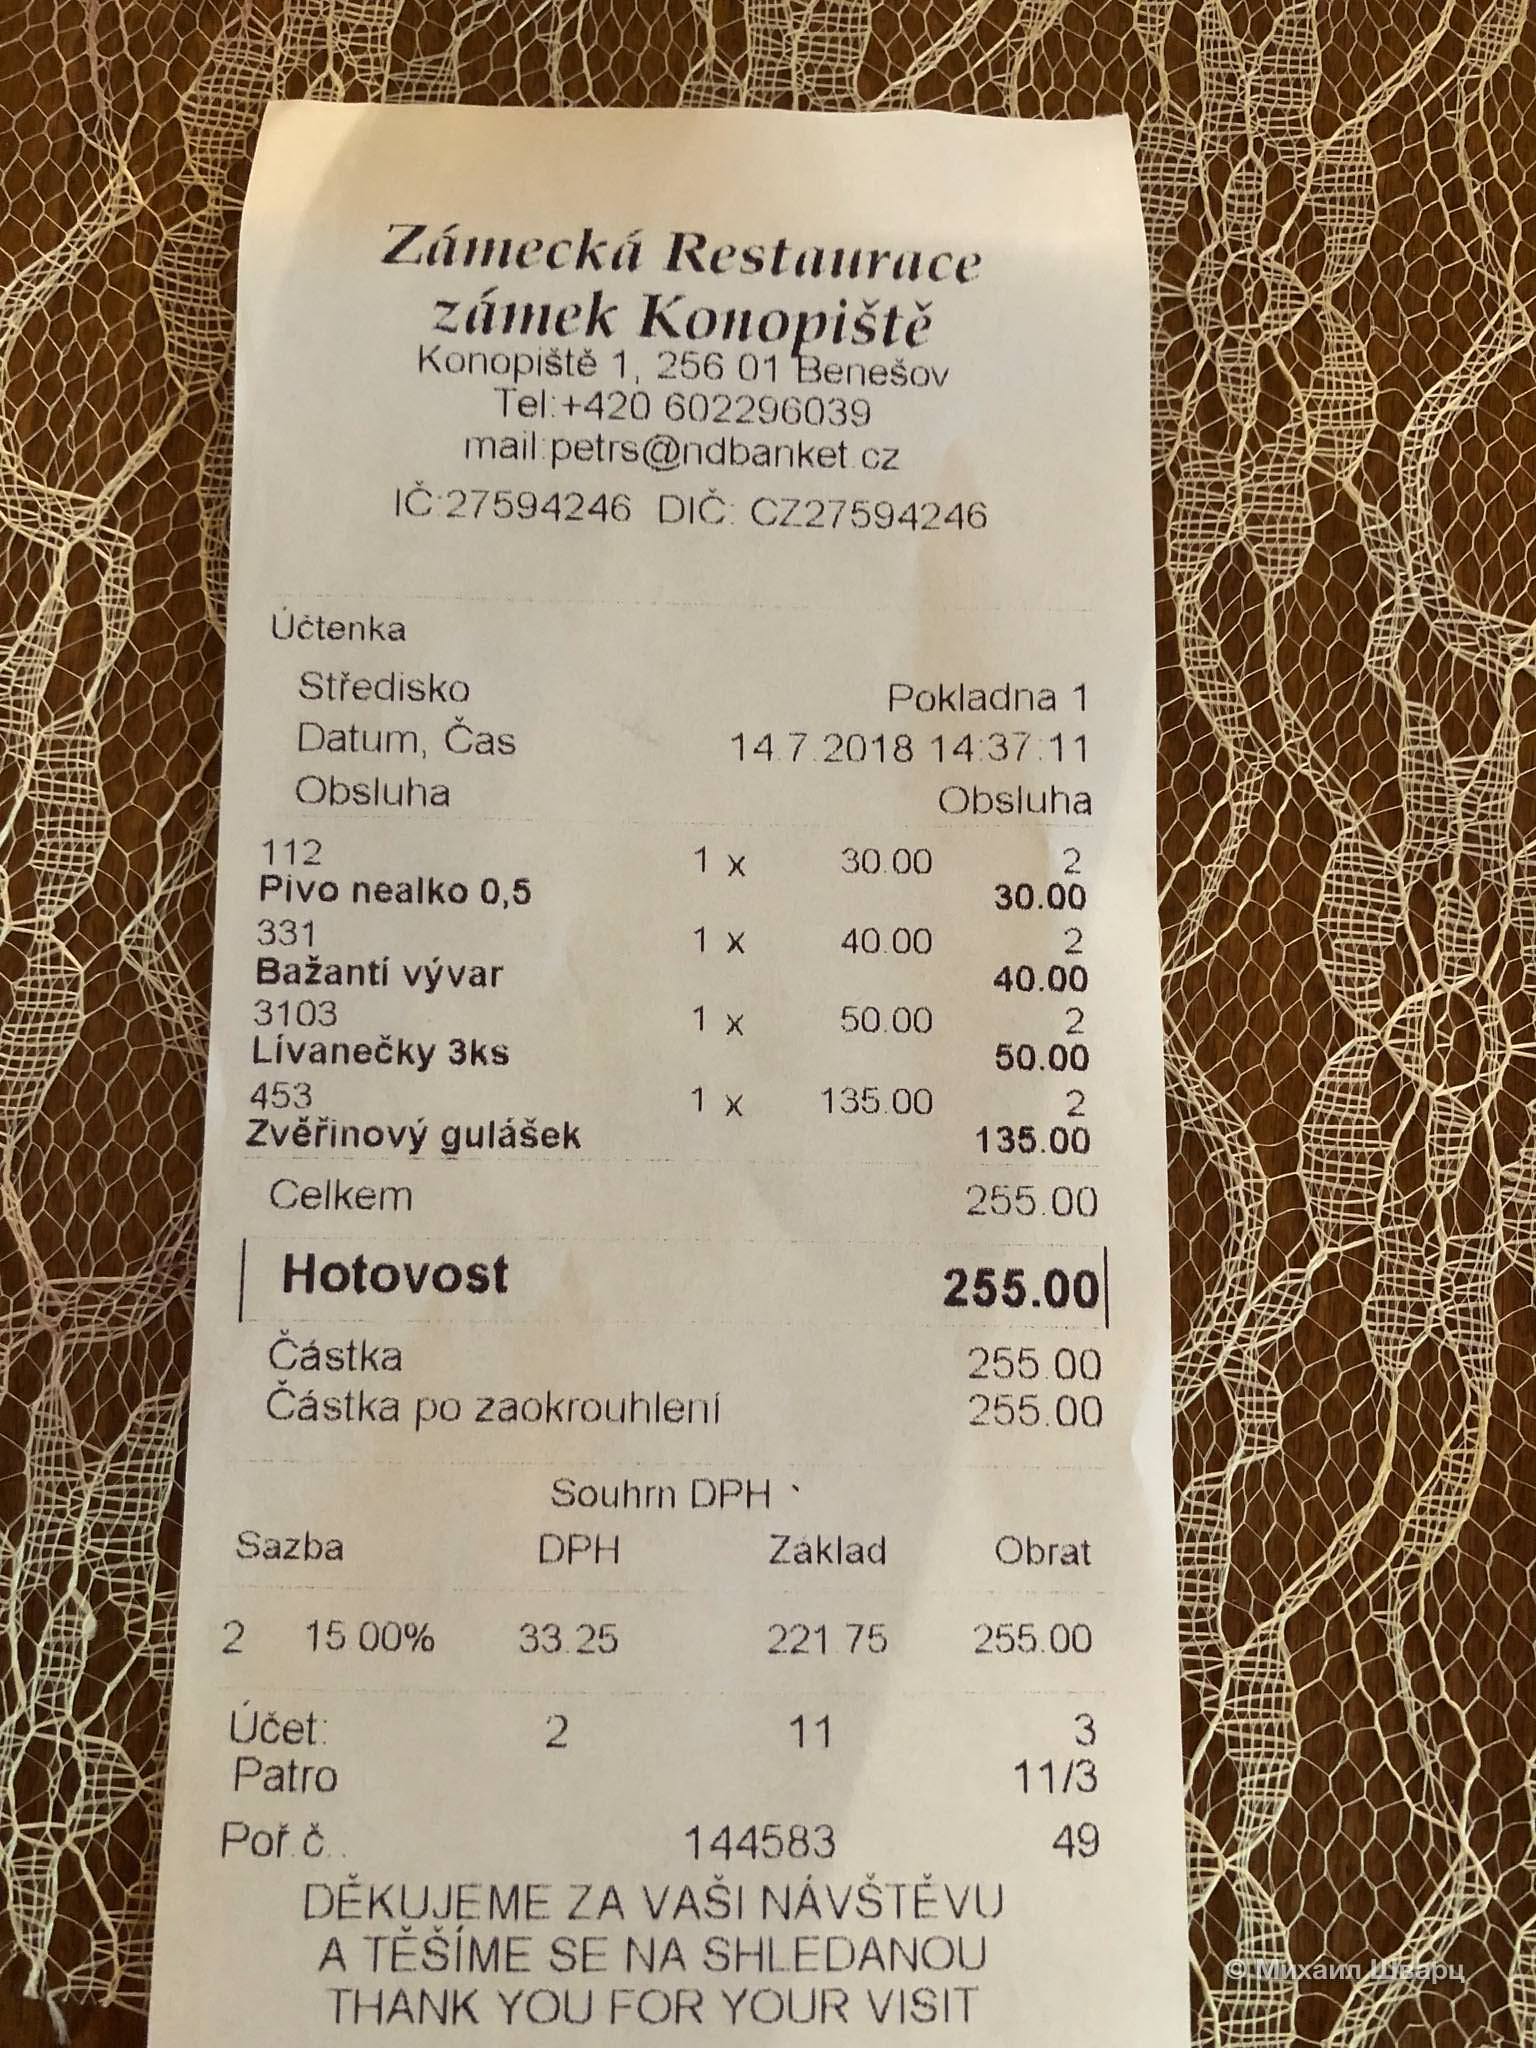 Zámecká Restaurace
zámek Konopiště
Konopiště 1, 256 01 Benešov
Tel:+420 602296039
mail:petrs@ndbanket.cz
IČ:27594246 DIČ: CZ27594246
Účtenka
Středisko Pokladna 1
Datum, Čas 14.7.2018 14:37:11
Obsluha Obsluha
112 1 x 30.00 2
Pivo nealko 0,5 30.00
331 1 x 40.00 2
Bažantí vývar 40.00
3103 1 x 50.00 2
Lívanečky 3ks 50.00
453 1 x 135.00 2
Zvěřinový gulášek 135.00
Celkem 255.00
Hotovost 255.00
Částka 255.00
Částka po zaokrouhlení 255.00
Souhrn DPH
Sazba DPH Základ Obrat
2 15.00% 33.25 221.75 255.00
Účet: 2 11 3
Patro 11/3
Poř.č.: 144583 49
DĚKUJEME ZA VAŠI NÁVŠTĚVU
A TĚŠÍME SE NA SHLEDANOU
THANK YOU FOR YOUR VISIT
© Михаил Шварц